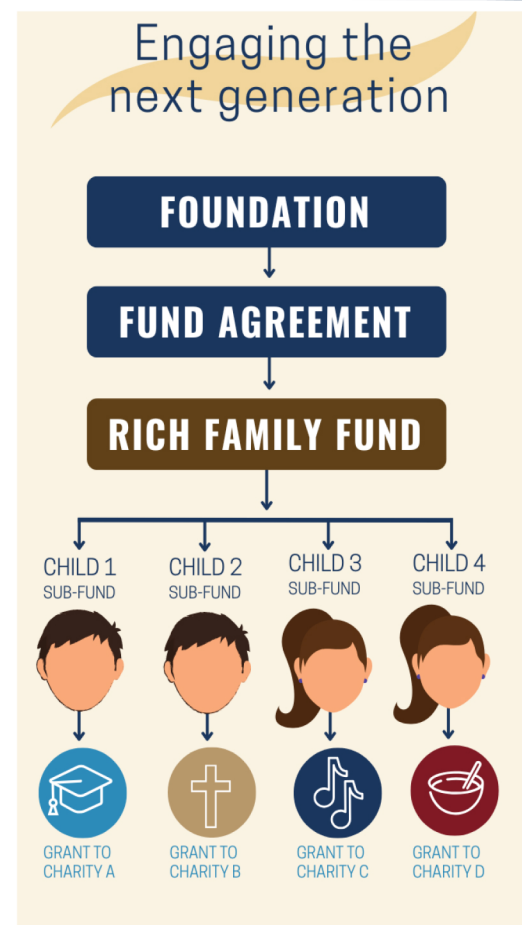 Engaging the
next generation
FOUNDATION
FUND AGREEMENT
RICH FAMILY FUND
CHILD 1
SUB-FUND
CHILD 2
SUB-FUND
CHILD 3
SUB-FUND
CHILD 4
SUB-FUND
GRANT TO
CHARITY A
GRANT TO
CHARITY B
GRANT TO
CHARITY C
GRANT TO
CHARITY D